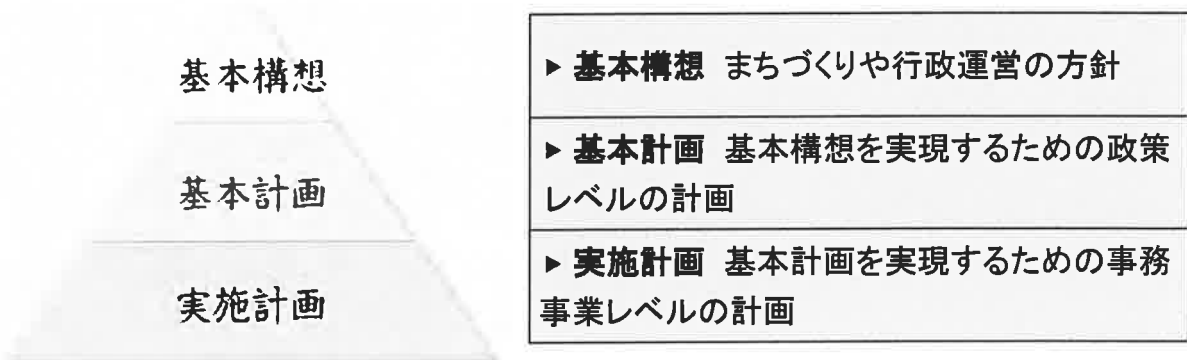 基本構想
基本計画
実施計画
▶ 基本構想 まちづくりや行政運営の方針
▶ 基本計画 基本構想を実現するための政策
レベルの計画
▶ 実施計画 基本計画を実現するための事務
事業レベルの計画